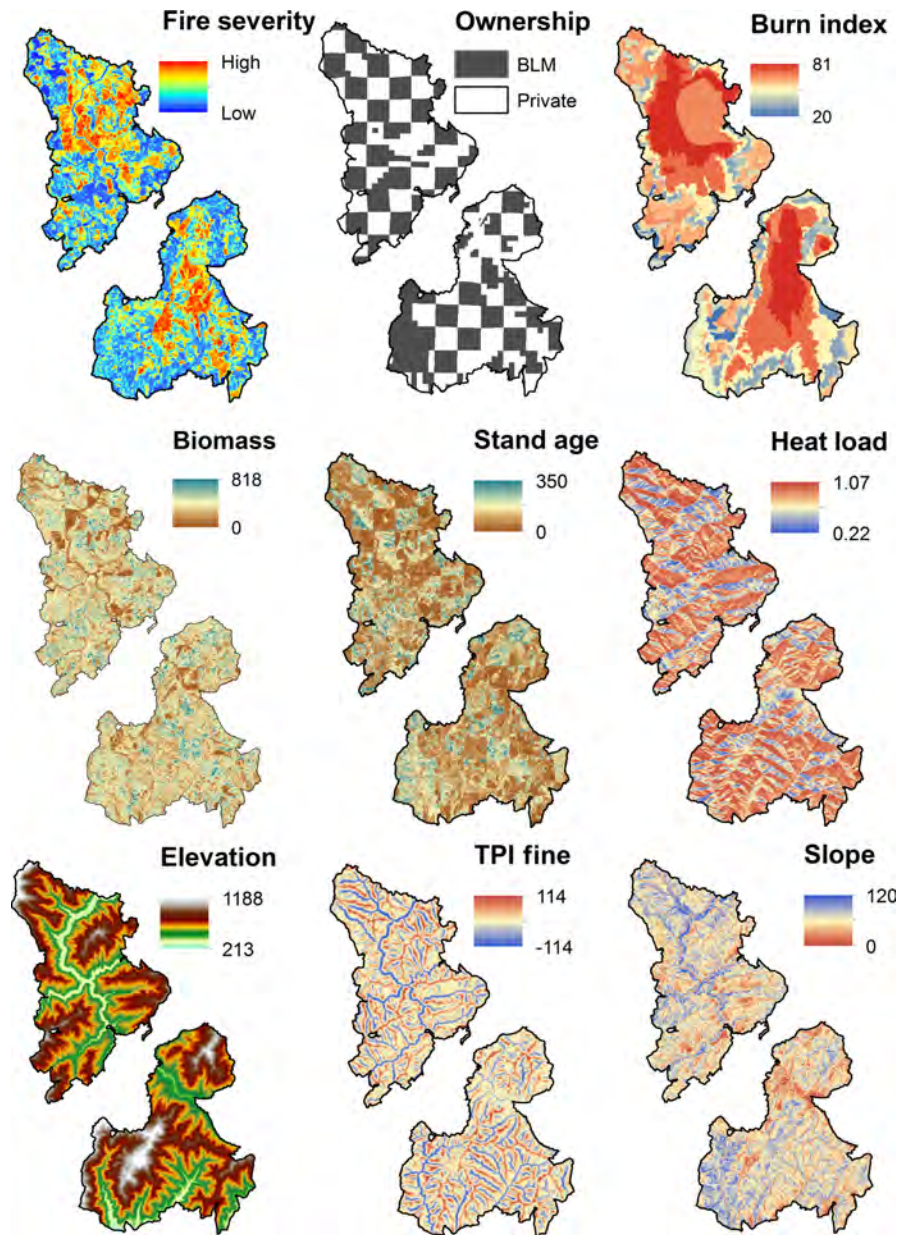 Fire severity
High
Low
Ownership
BLM
Private
Burn index
81
20
Biomass
818
0
Stand age
350
0
Heat load
1.07
0.22
Elevation
1188
213
TPI fine
114
-114
Slope
120
0